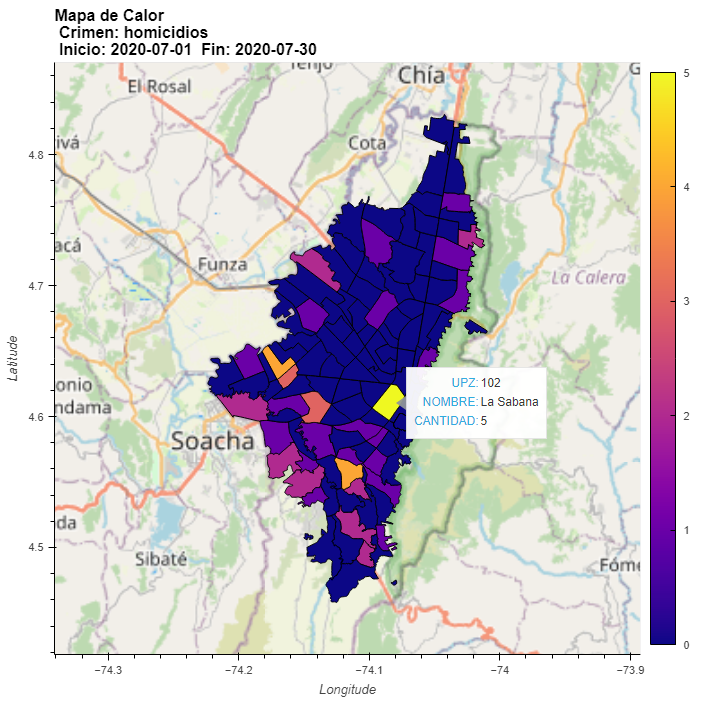 Mapa de Calor
Crimen: homicidios
Inicio: 2020-07-01 Fin: 2020-07-30
Chía
El Rosal
Cota
Funza
La Calera
Soacha
Sibaté
UPZ: 102
NOMBRE: La Sabana
CANTIDAD: 5
4.8
4.7
4.6
4.5
Latitude
−74.3
−74.2
−74.1
−74
−73.9
Longitude
5
4
3
2
1
0